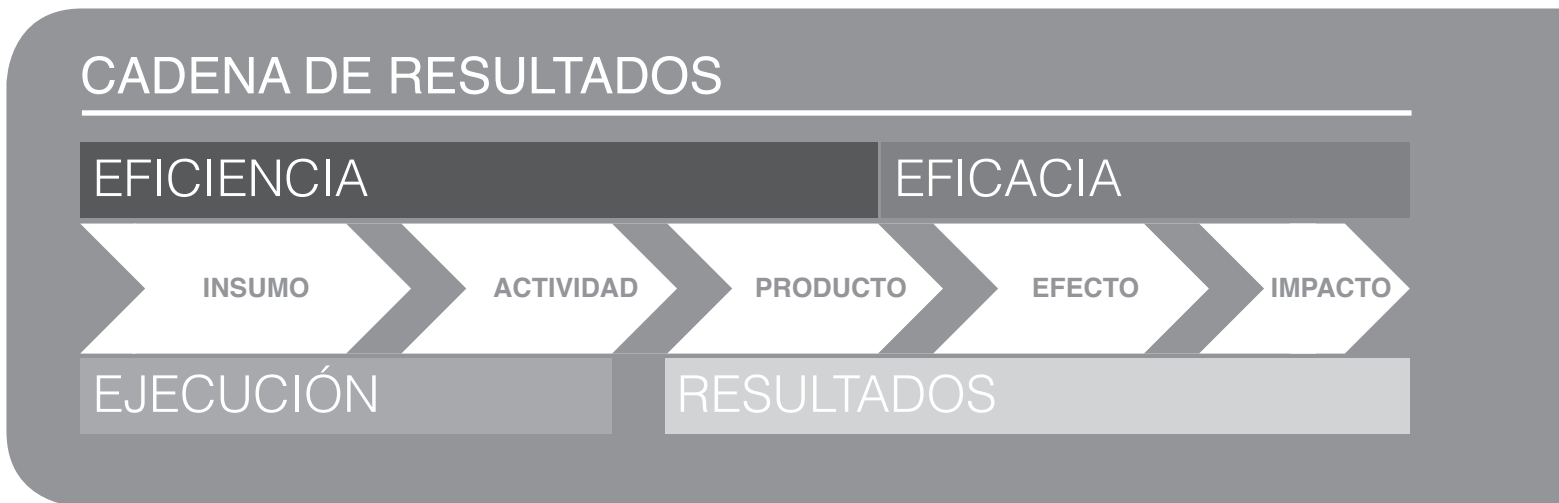 CADENA DE RESULTADOS
EFICIENCIA EFICACIA
INSUMO ACTIVIDAD PRODUCTO EFECTO IMPACTO
EJECUCIÓN RESULTADOS